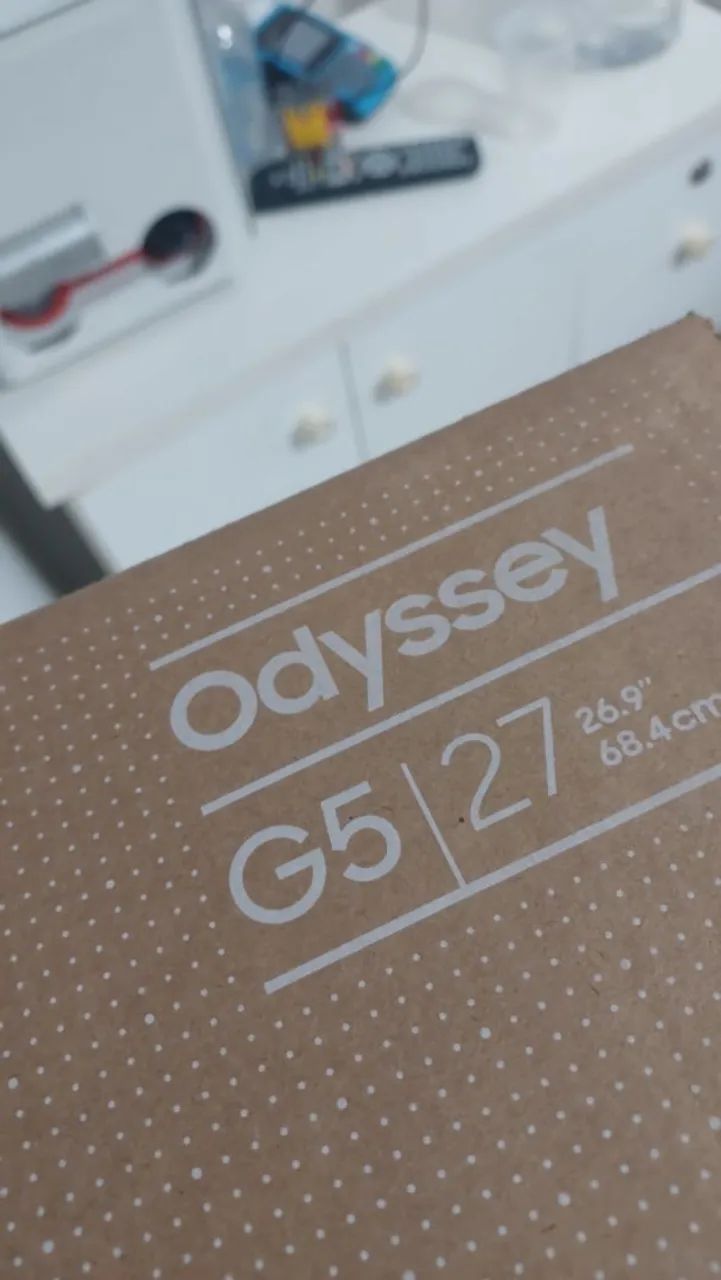 Odyssey
G5 | 27
26.9"
68.4cm